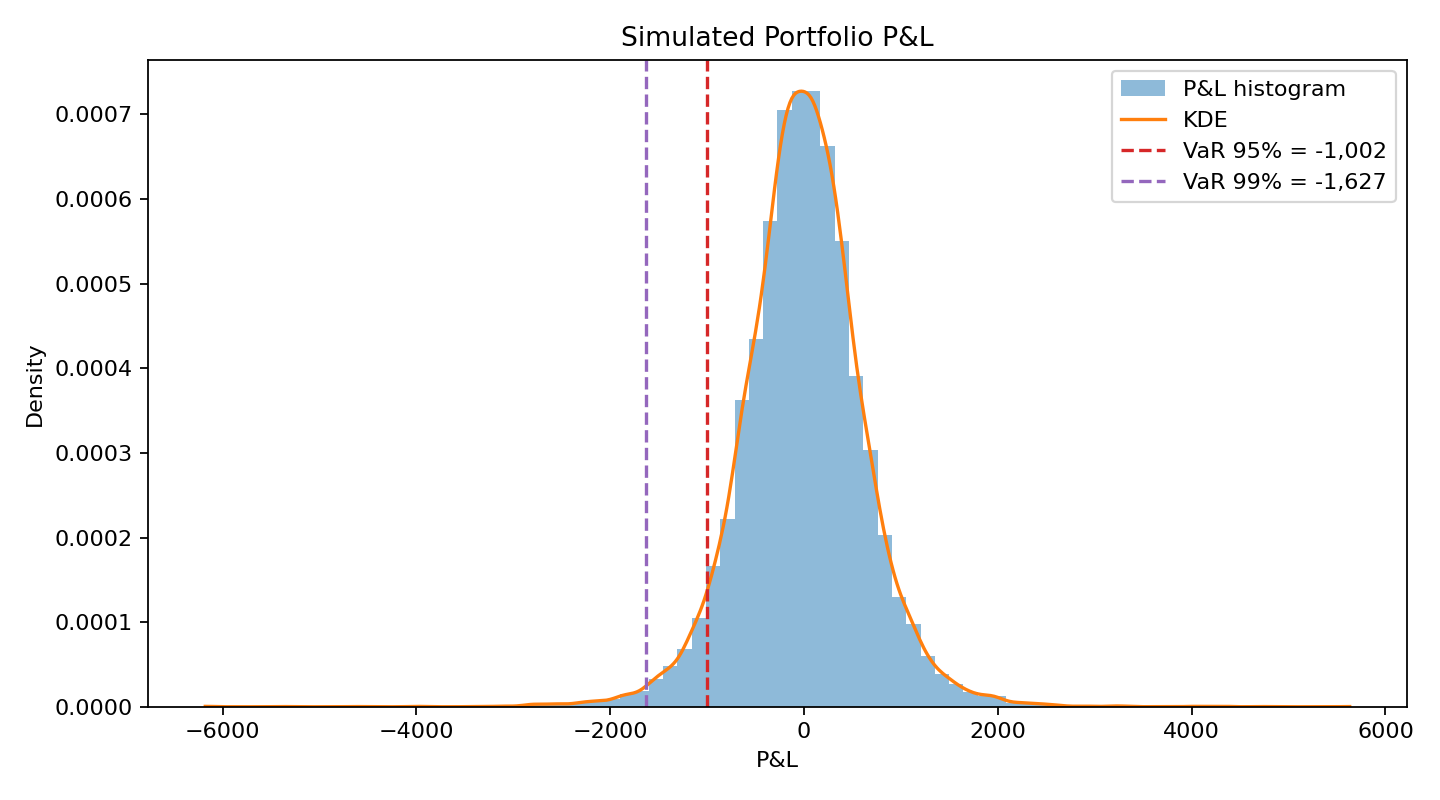 Simulated Portfolio P&L
P&L histogram
KDE
VaR 95% = -1,002
VaR 99% = -1,627
0.0007
0.0006
0.0005
0.0004
0.0003
0.0002
0.0001
0.0000
Density
−6000
−4000
−2000
0
2000
4000
6000
P&L